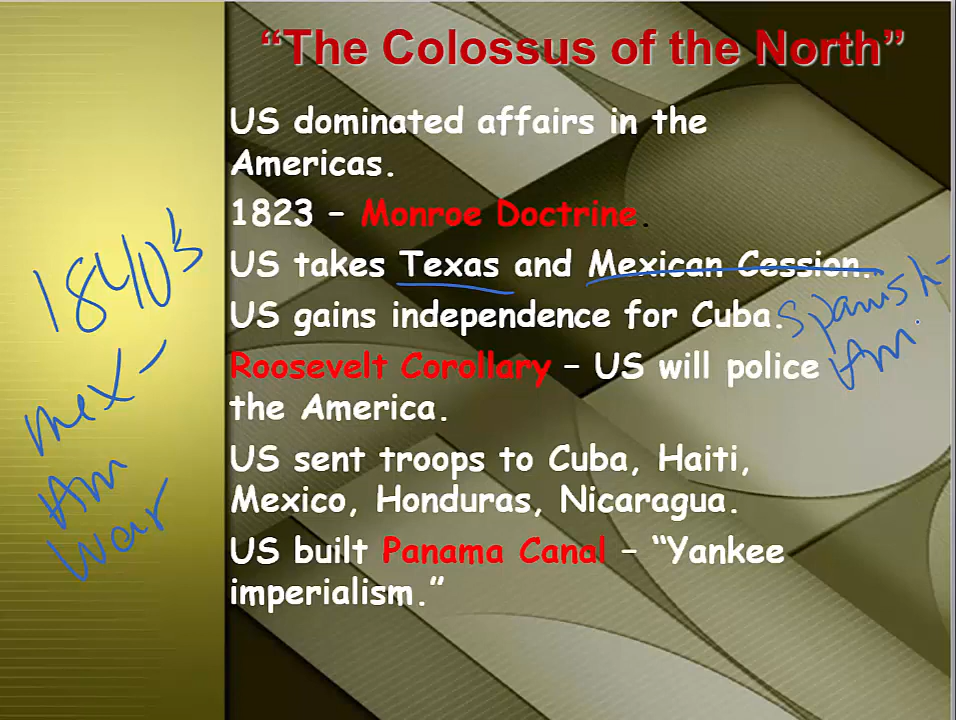 “The Colossus of the North”
US dominated affairs in the
Americas.
1823 – Monroe Doctrine.
US takes Texas and Mexican Cession.
US gains independence for Cuba.
Roosevelt Corollary – US will police
the America.
US sent troops to Cuba, Haiti,
Mexico, Honduras, Nicaragua.
US built Panama Canal – “Yankee
imperialism.”
1840's
Mex-
Am
War
Spanish-
Am